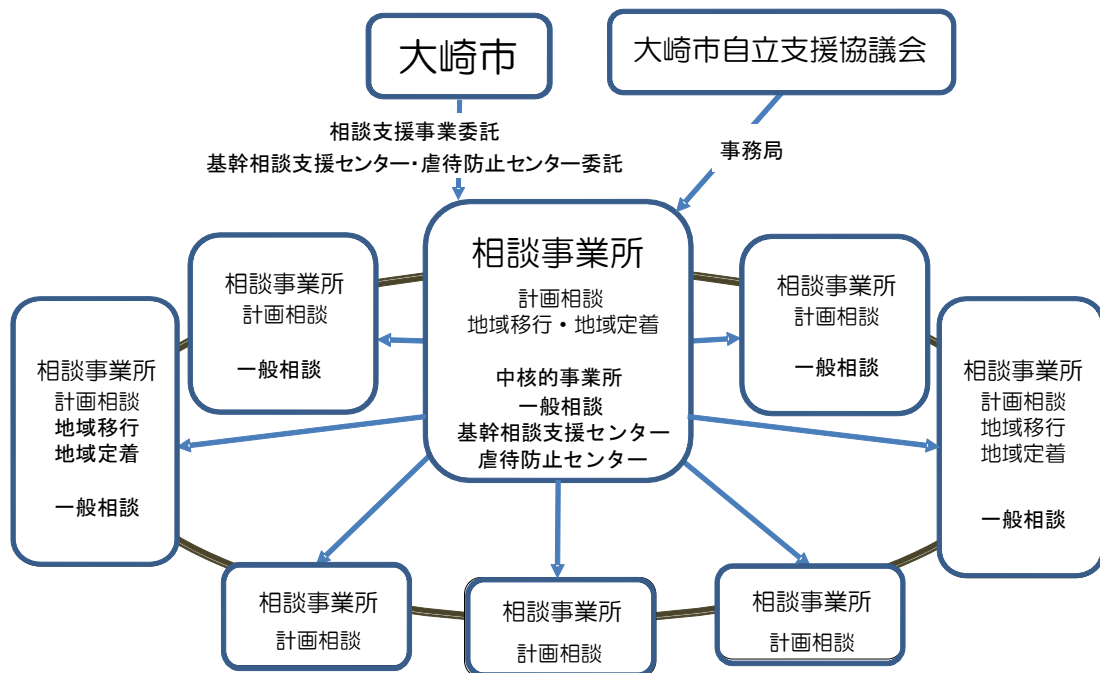 大崎市
大崎市自立支援協議会
相談支援事業委託
基幹相談支援センター・虐待防止センター委託
事務局
相談事業所
計画相談
地域移行・地域定着
中核的事業所
一般相談
基幹相談支援センター
虐待防止センター
相談事業所
計画相談
一般相談
相談事業所
計画相談
一般相談
相談事業所
計画相談
地域移行
地域定着
一般相談
相談事業所
計画相談
地域移行
地域定着
一般相談
相談事業所
計画相談
相談事業所
計画相談
相談事業所
計画相談